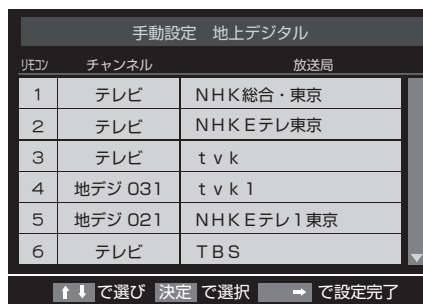 手動設定　地上デジタル
リモコン　チャンネル　放送局
1　テレビ　ＮＨＫ総合・東京
2　テレビ　ＮＨＫＥテレ東京
3　テレビ　ｔｖｋ
4　地デジ 031　ｔｖｋ１
5　地デジ 021　ＮＨＫＥテレ１東京
6　テレビ　ＴＢＳ
↑↓ で選び 決定 で選択 → で設定完了